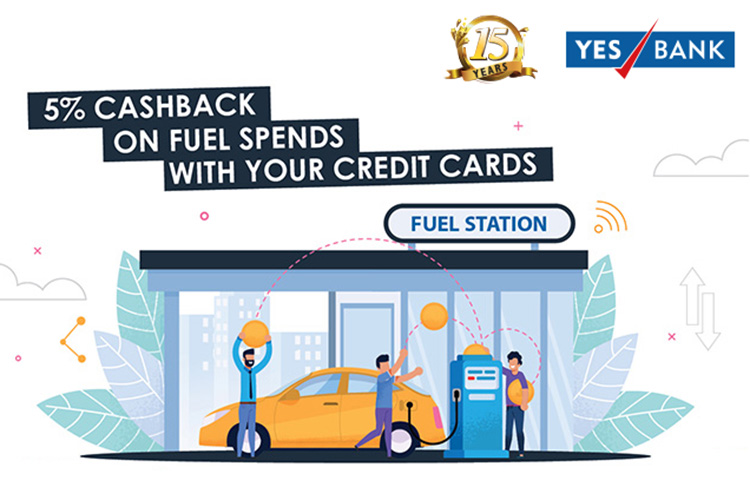 15
YEARS
YES BANK
5% CASHBACK
ON FUEL SPENDS
WITH YOUR CREDIT CARDS
FUEL STATION